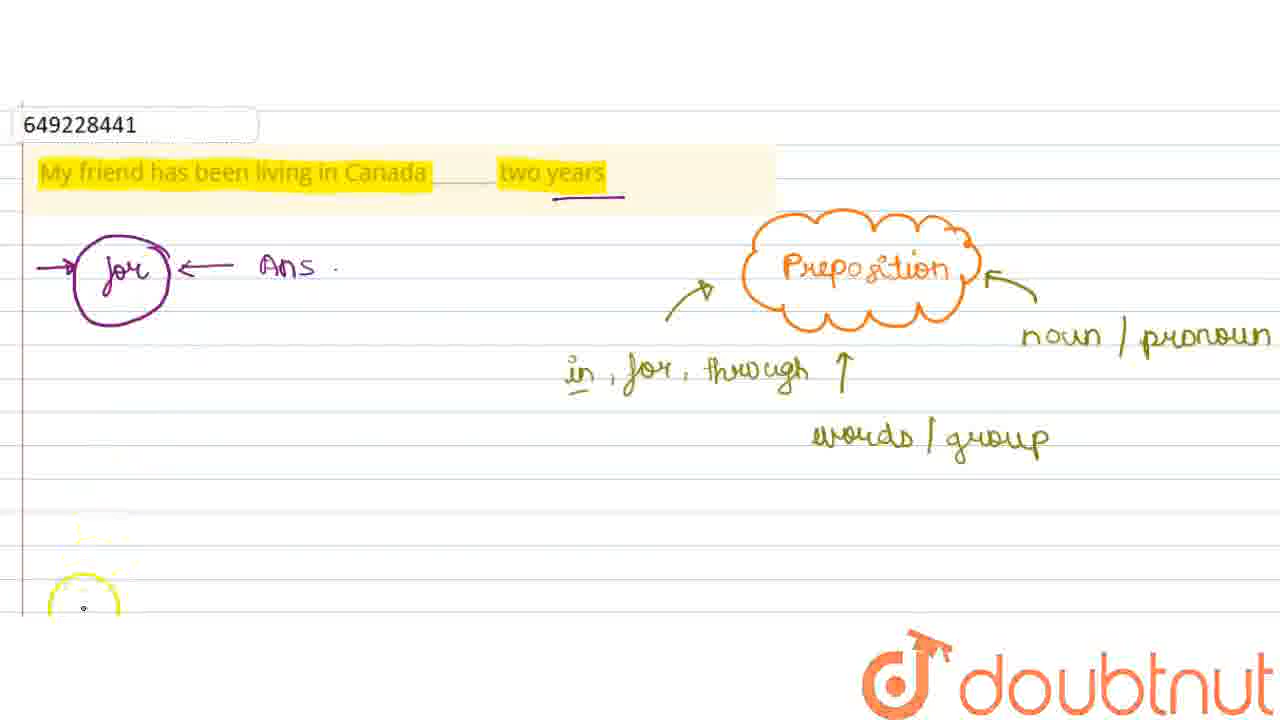 649228441
My friend has been living in Canada ______ two years
for
Ans.
Preposition
noun / pronoun
in, for, through
words / group
doubtnut